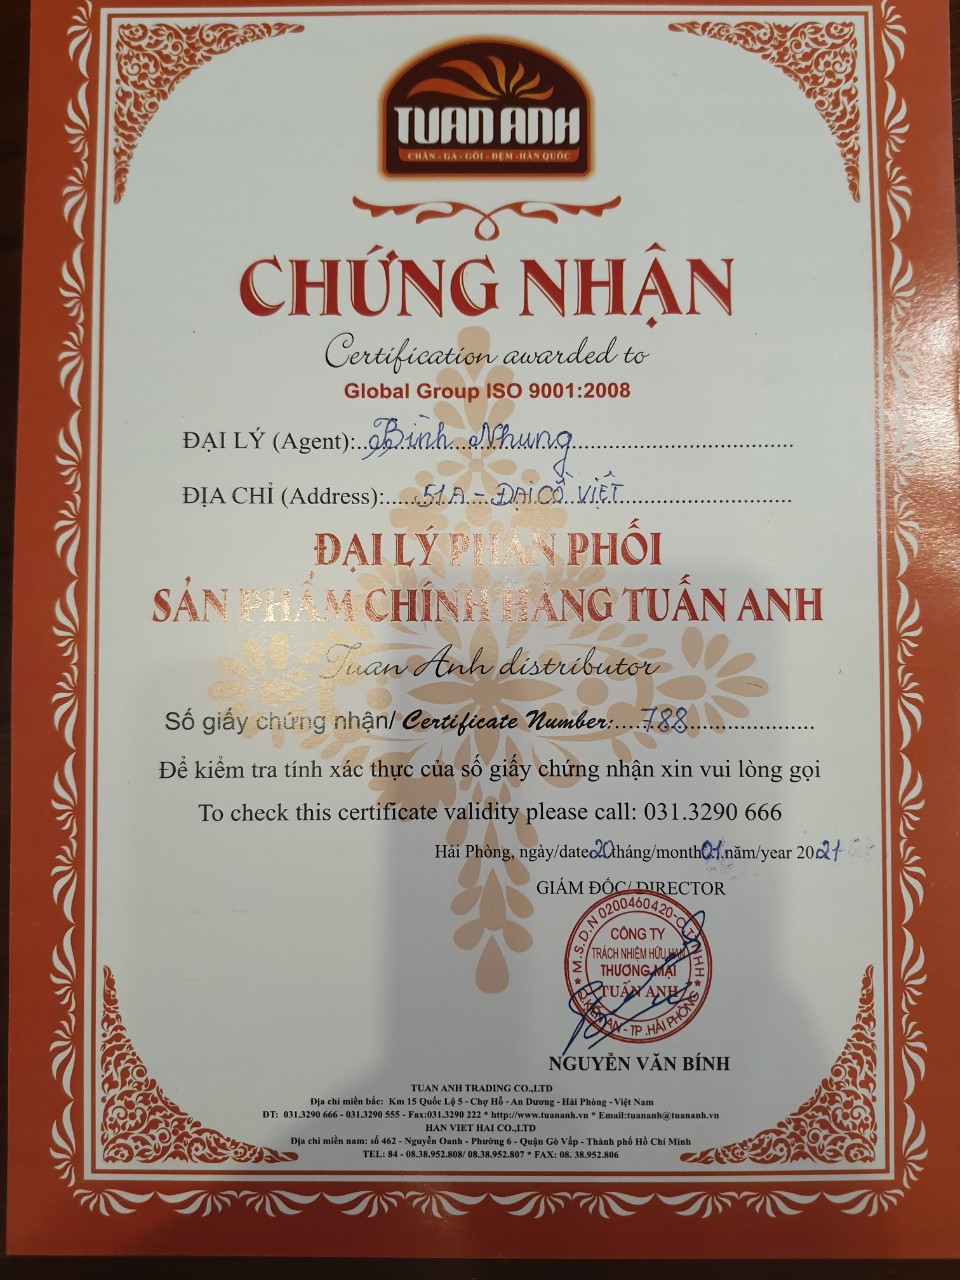 TUAN ANH
CHĂN - GA - GỐI - ĐỆM - HÀN QUỐC
CHỨNG NHẬN
Certification awarded to
Global Group ISO 9001:2008
ĐẠI LÝ (Agent):..Bình Nhung..............................
ĐỊA CHỈ (Address):.....51A - ĐẠI CỒ VIỆT.......................
ĐẠI LÝ PHÂN PHỐI
SẢN PHẨM CHÍNH HÃNG TUẤN ANH
Tuan Anh distributor
Số giấy chứng nhận/ Certificate Number:....788...................
Để kiểm tra tính xác thực của số giấy chứng nhận xin vui lòng gọi
To check this certificate validity please call: 031.3290 666
Hải Phòng, ngày/date 20 tháng/month 01 năm/year 2021
GIÁM ĐỐC/ DIRECTOR
M.S.D.N 0200460420-C.T.T.N.H.H
CÔNG TY
TRÁCH NHIỆM HỮU HẠN
THƯƠNG MẠI
TUẤN ANH
Q.KIẾN AN - TP.HẢI PHÒNG
NGUYỄN VĂN BÍNH
TUAN ANH TRADING CO.,LTD
Địa chỉ miền bắc: Km 15 Quốc Lộ 5 - Chợ Hỗ - An Dương - Hải Phòng - Việt Nam
ĐT: 031.3290 666 - 031.3290 555 - Fax:031.3290 222 * http://www.tuananh.vn * Email:tuananh@tuananh.vn
HAN VIET HAI CO.,LTD
Địa chỉ miền nam: số 462 - Nguyễn Oanh - Phường 6 - Quận Gò Vấp - Thành phố Hồ Chí Minh
TEL: 84 - 08.38.952.808/ 08.38.952.807 * FAX: 08. 38.952.806